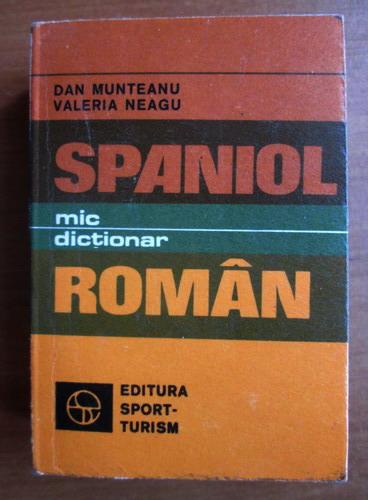 DAN MUNTEANU
VALERIA NEAGU
SPANIOL
mic
dicționar
ROMÂN
EDITURA
SPORT-
TURISM